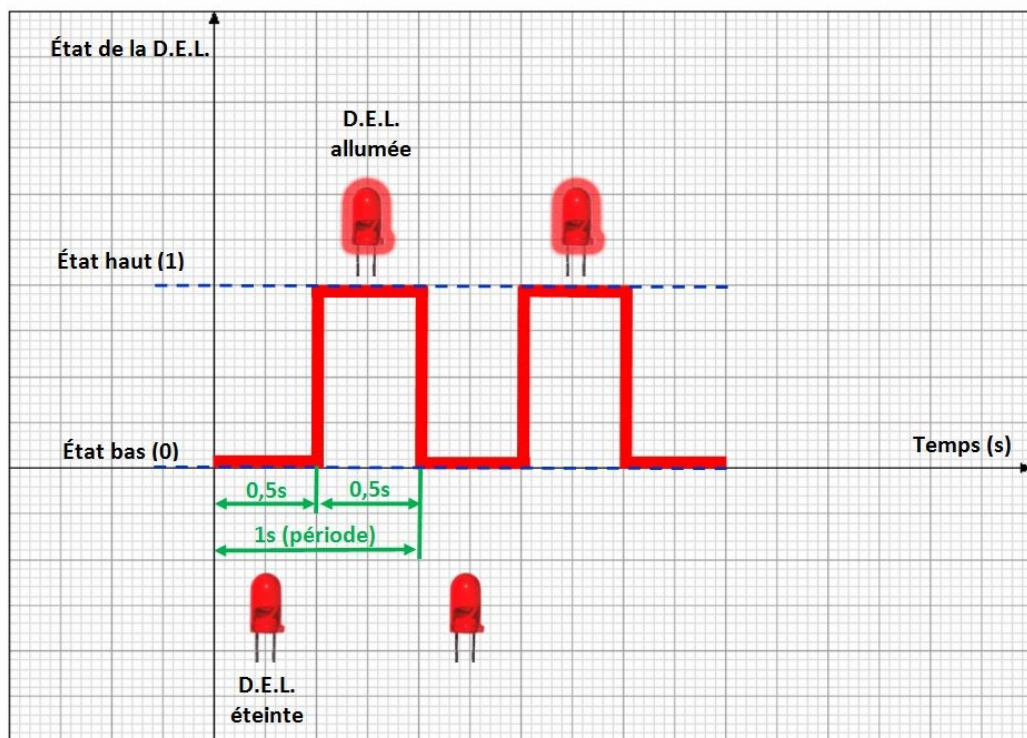 État de la D.E.L.
D.E.L.
allumée
État haut (1)
État bas (0)
Temps (s)
0,5s
0,5s
1s (période)
D.E.L.
éteinte